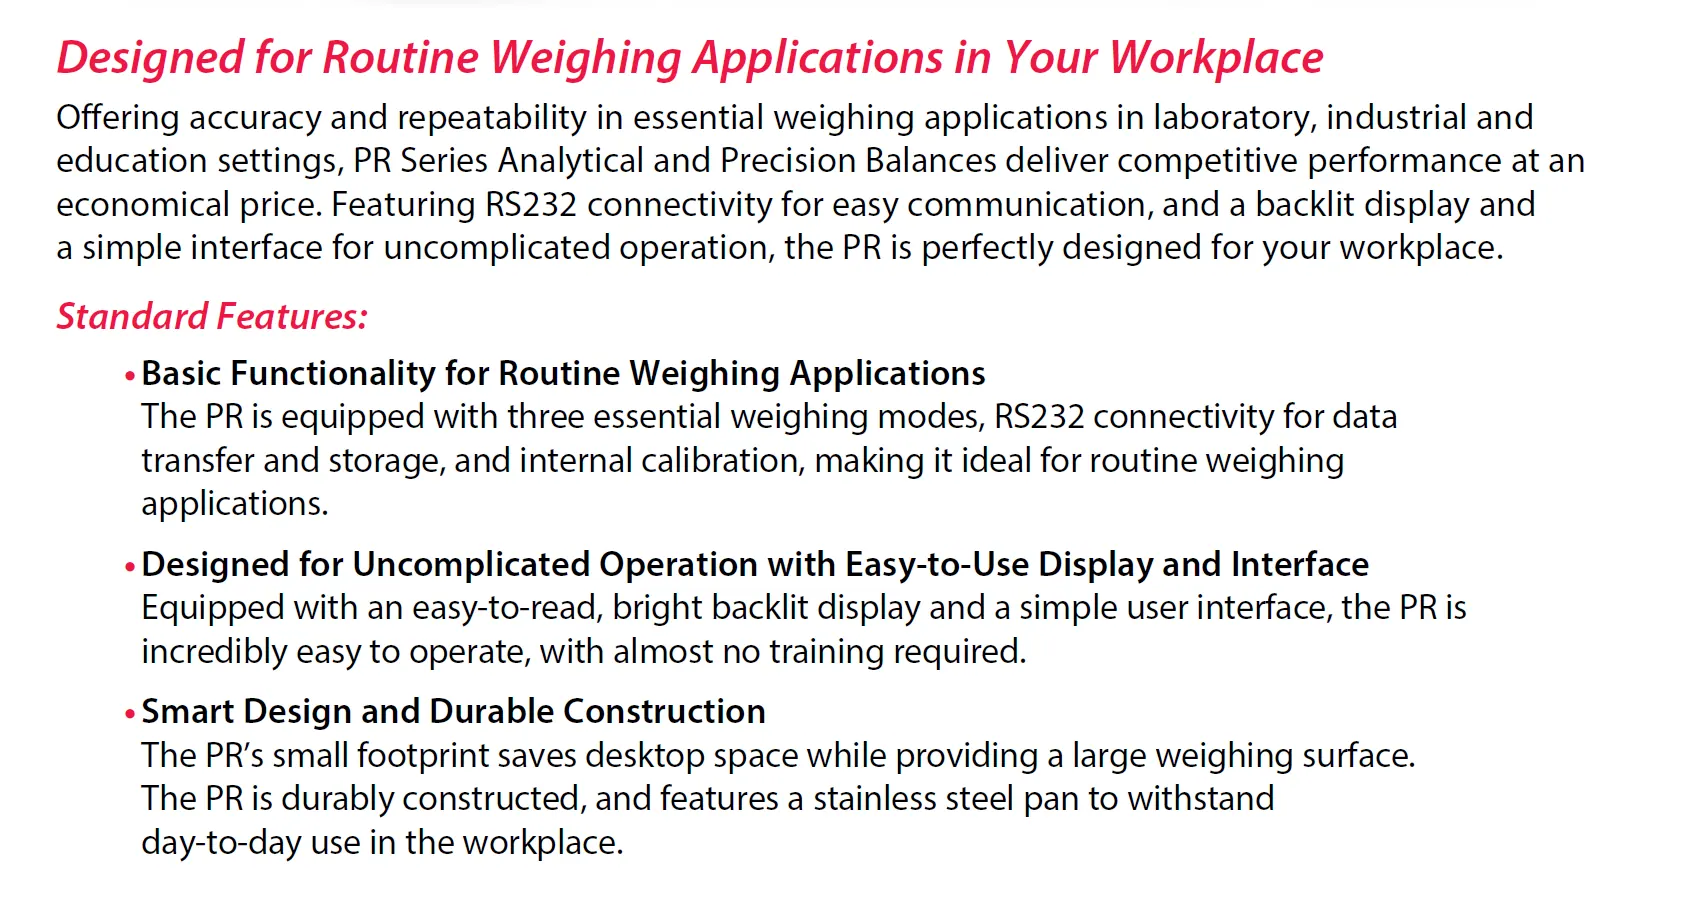 Designed for Routine Weighing Applications in Your Workplace
Offering accuracy and repeatability in essential weighing applications in laboratory, industrial and
education settings, PR Series Analytical and Precision Balances deliver competitive performance at an
economical price. Featuring RS232 connectivity for easy communication, and a backlit display and
a simple interface for uncomplicated operation, the PR is perfectly designed for your workplace.
Standard Features:
• Basic Functionality for Routine Weighing Applications
The PR is equipped with three essential weighing modes, RS232 connectivity for data
transfer and storage, and internal calibration, making it ideal for routine weighing
applications.
• Designed for Uncomplicated Operation with Easy-to-Use Display and Interface
Equipped with an easy-to-read, bright backlit display and a simple user interface, the PR is
incredibly easy to operate, with almost no training required.
• Smart Design and Durable Construction
The PR’s small footprint saves desktop space while providing a large weighing surface.
The PR is durably constructed, and features a stainless steel pan to withstand
day-to-day use in the workplace.